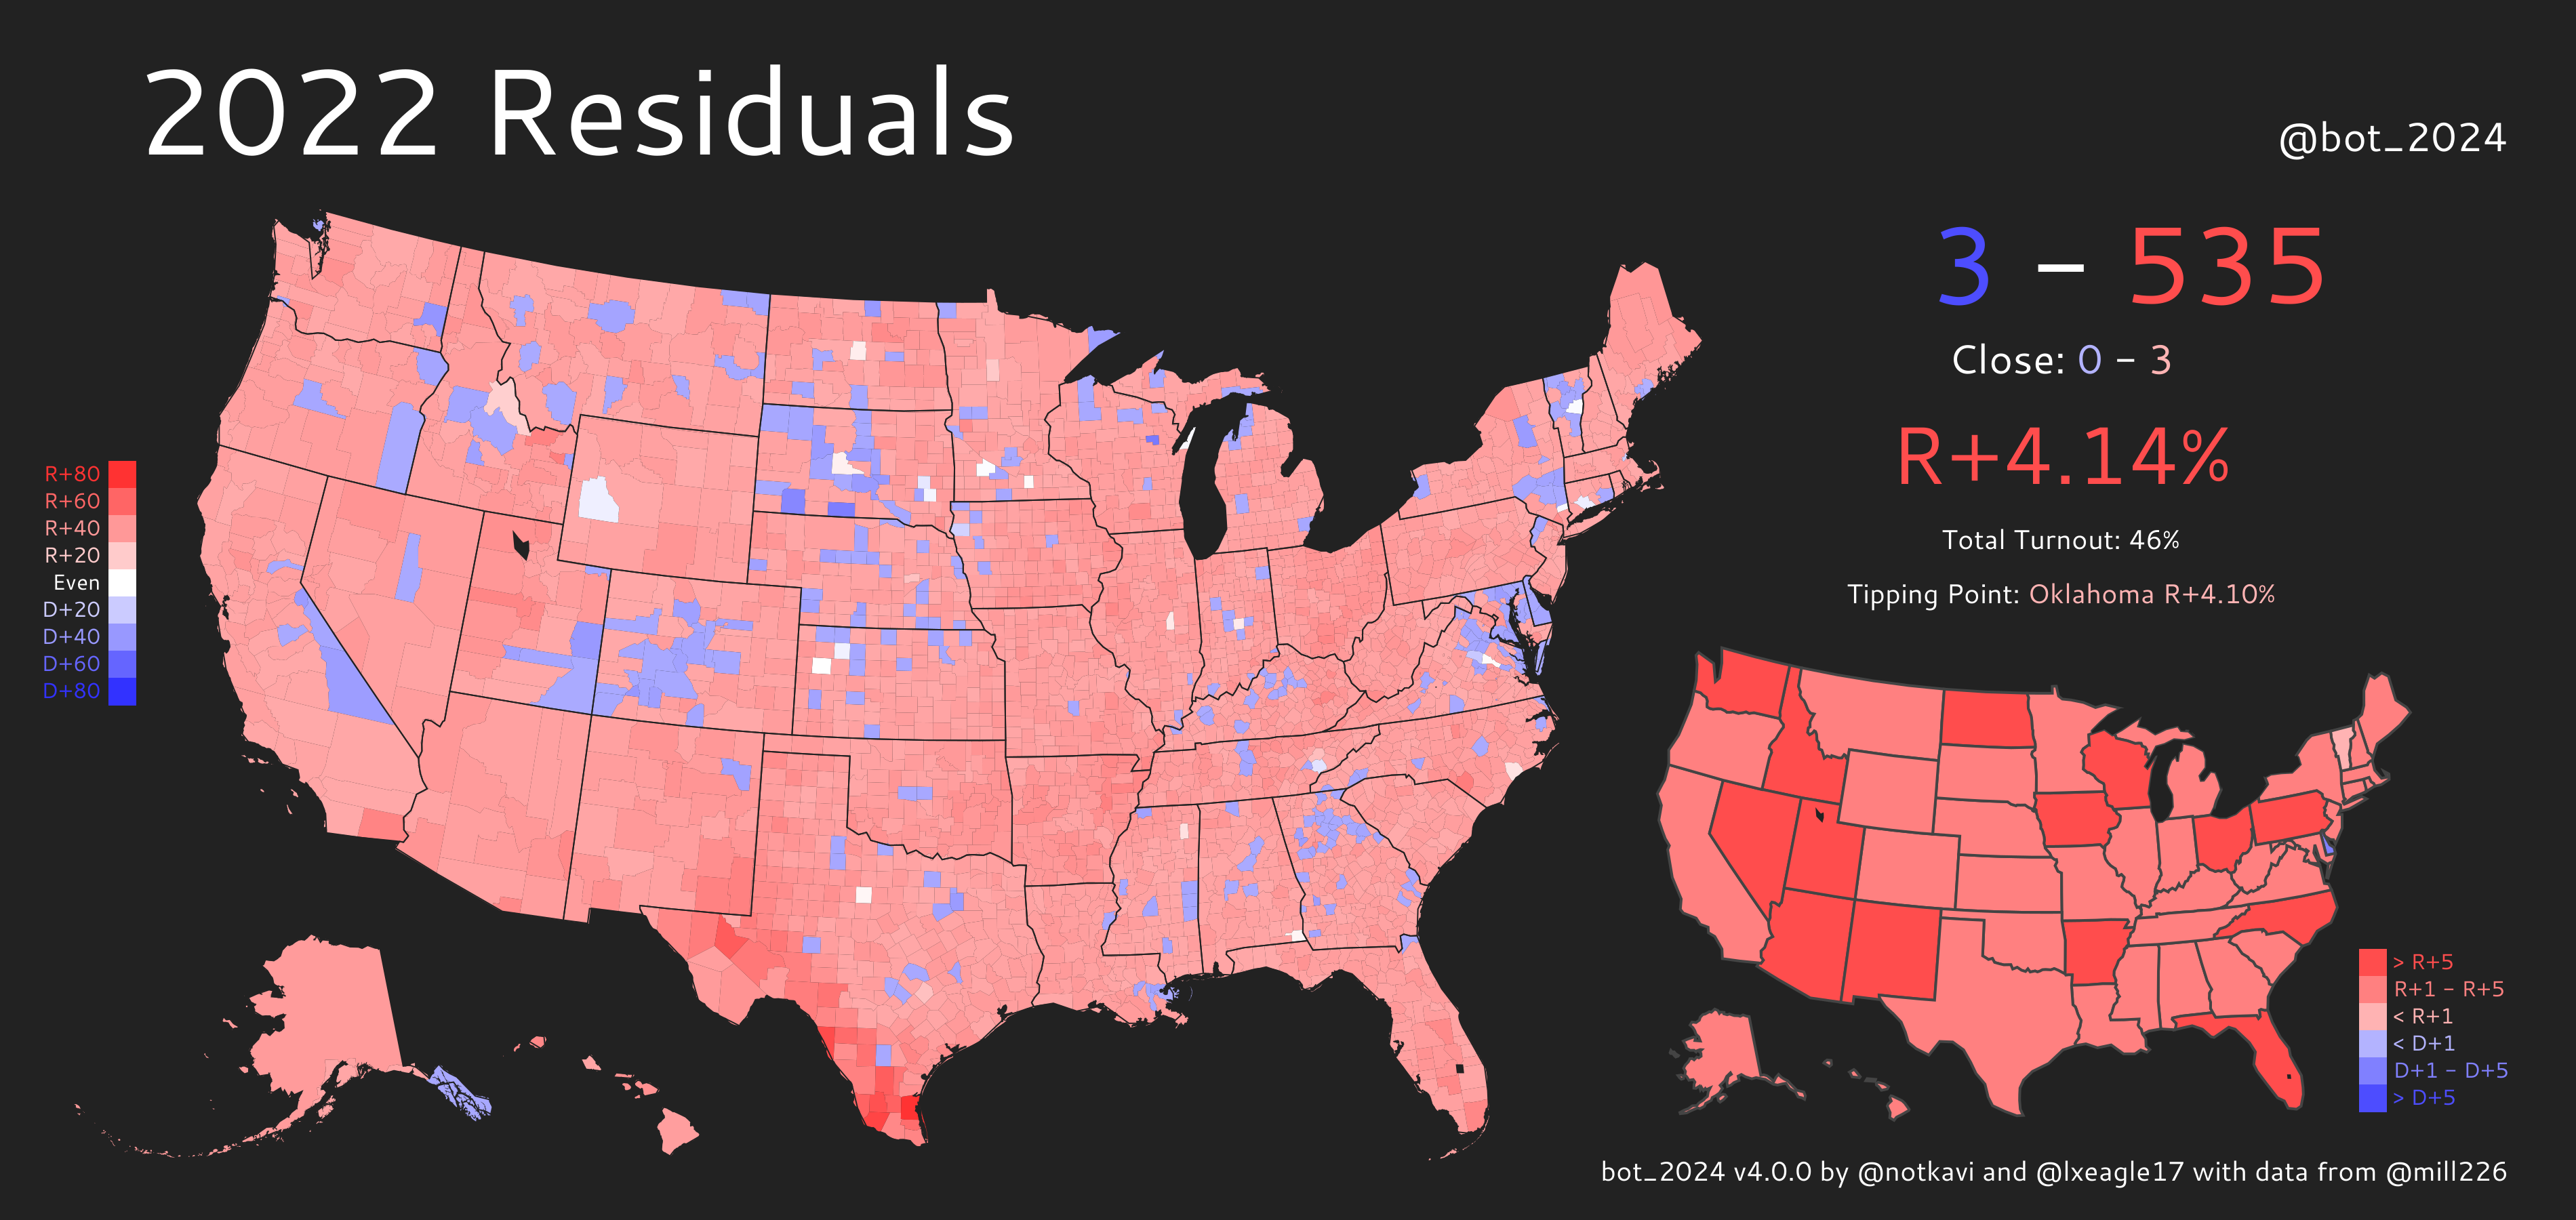 2022 Residuals
@bot_2024
3 – 535
Close: 0 – 3
R+4.14%
Total Turnout: 46%
Tipping Point: Oklahoma R+4.10%
R+80
R+60
R+40
R+20
Even
D+20
D+40
D+60
D+80
> R+5
R+1 – R+5
< R+1
< D+1
D+1 – D+5
> D+5
bot_2024 v4.0.0 by @notkavi and @lxeagle17 with data from @mill226